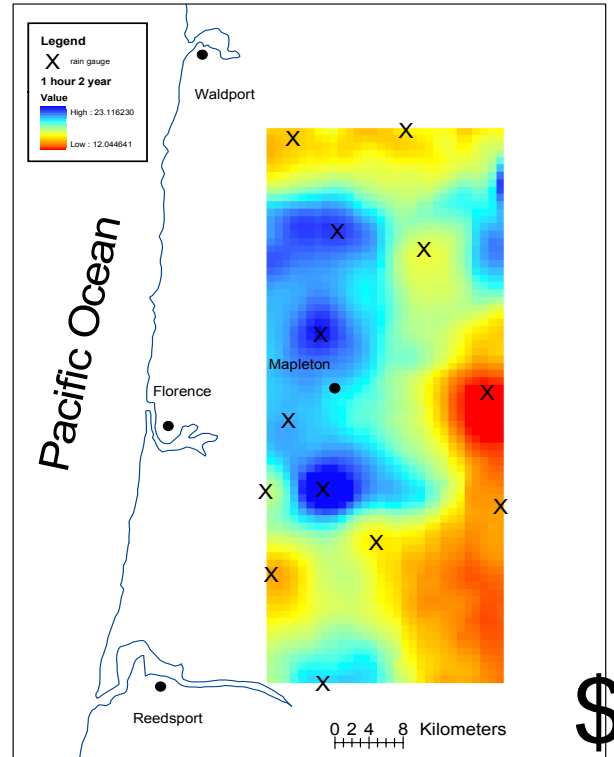 Legend
X rain gauge
1 hour 2 year
Value
High : 23.116230
Low : 12.044641
Waldport
X X
X
X
X
Mapleton
Pacific Ocean
Florence
X
X
X X
X
X
X
X
Reedsport
0 2 4 8 Kilometers
$